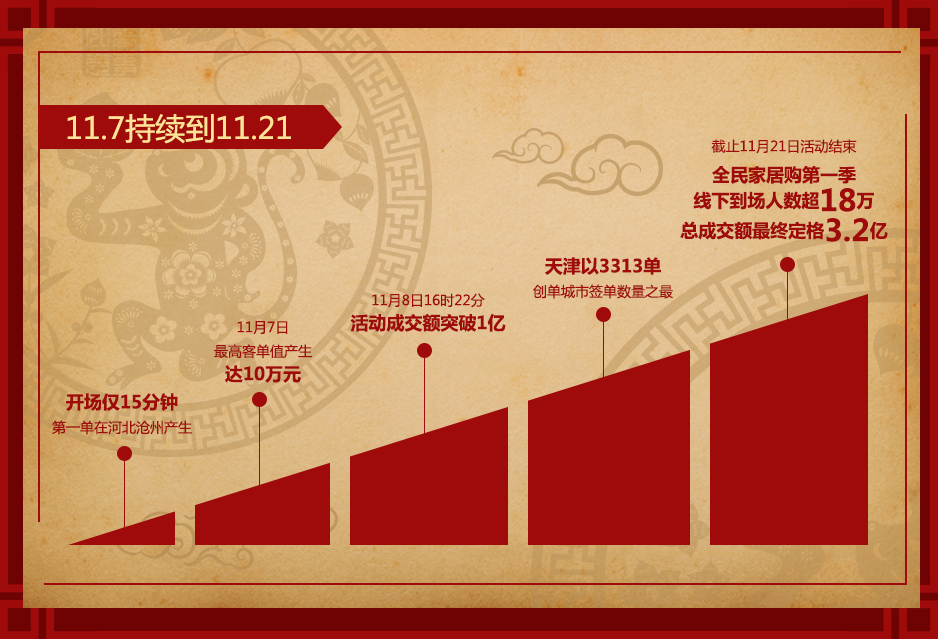 11.7持续到11.21
截止11月21日活动结束
全民家居购第一季
线下到场人数超18万
总成交额最终定格3.2亿
天津以3313单
创单城市签单数量之最
11月8日16时22分
活动成交额突破1亿
11月7日
最高客单值产生
达10万元
开场仅15分钟
第一单在河北沧州产生